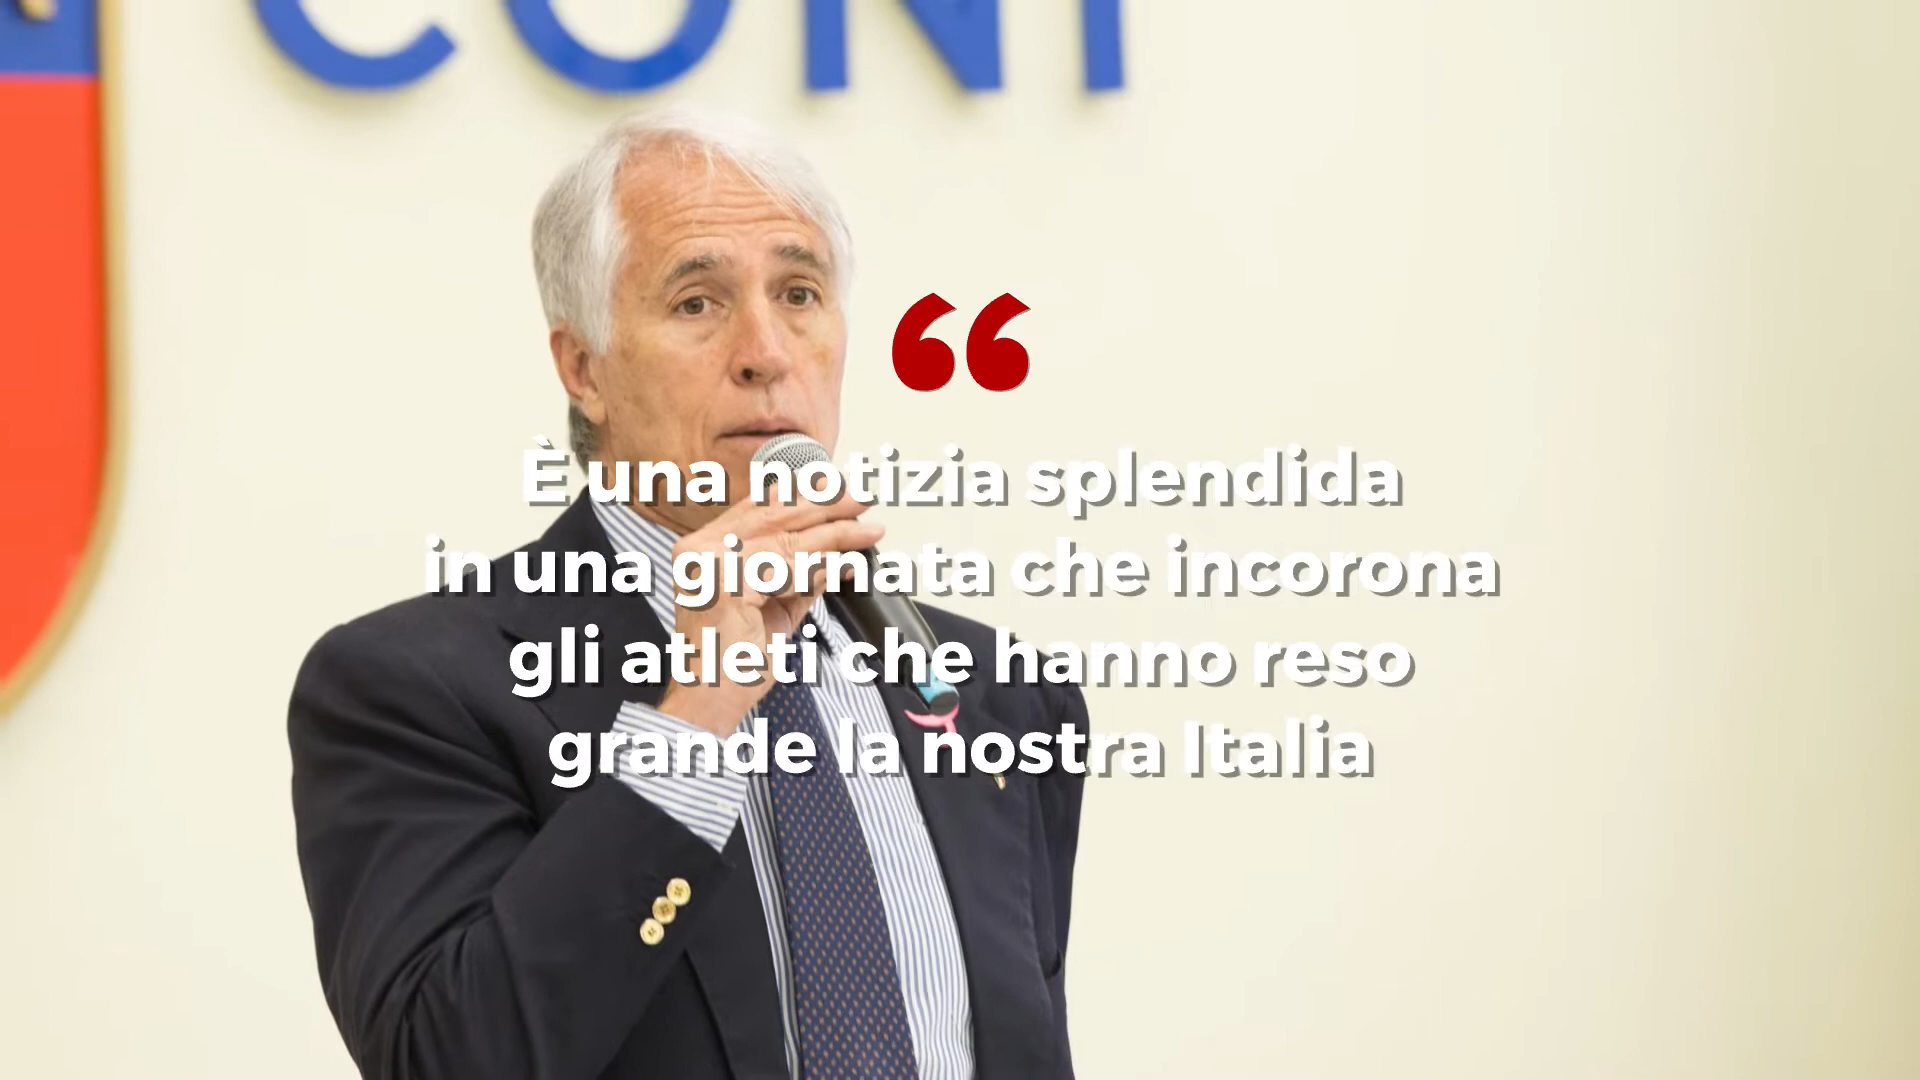 CONI
“
È una notizia splendida
in una giornata che incorona
gli atleti che hanno reso
grande la nostra Italia